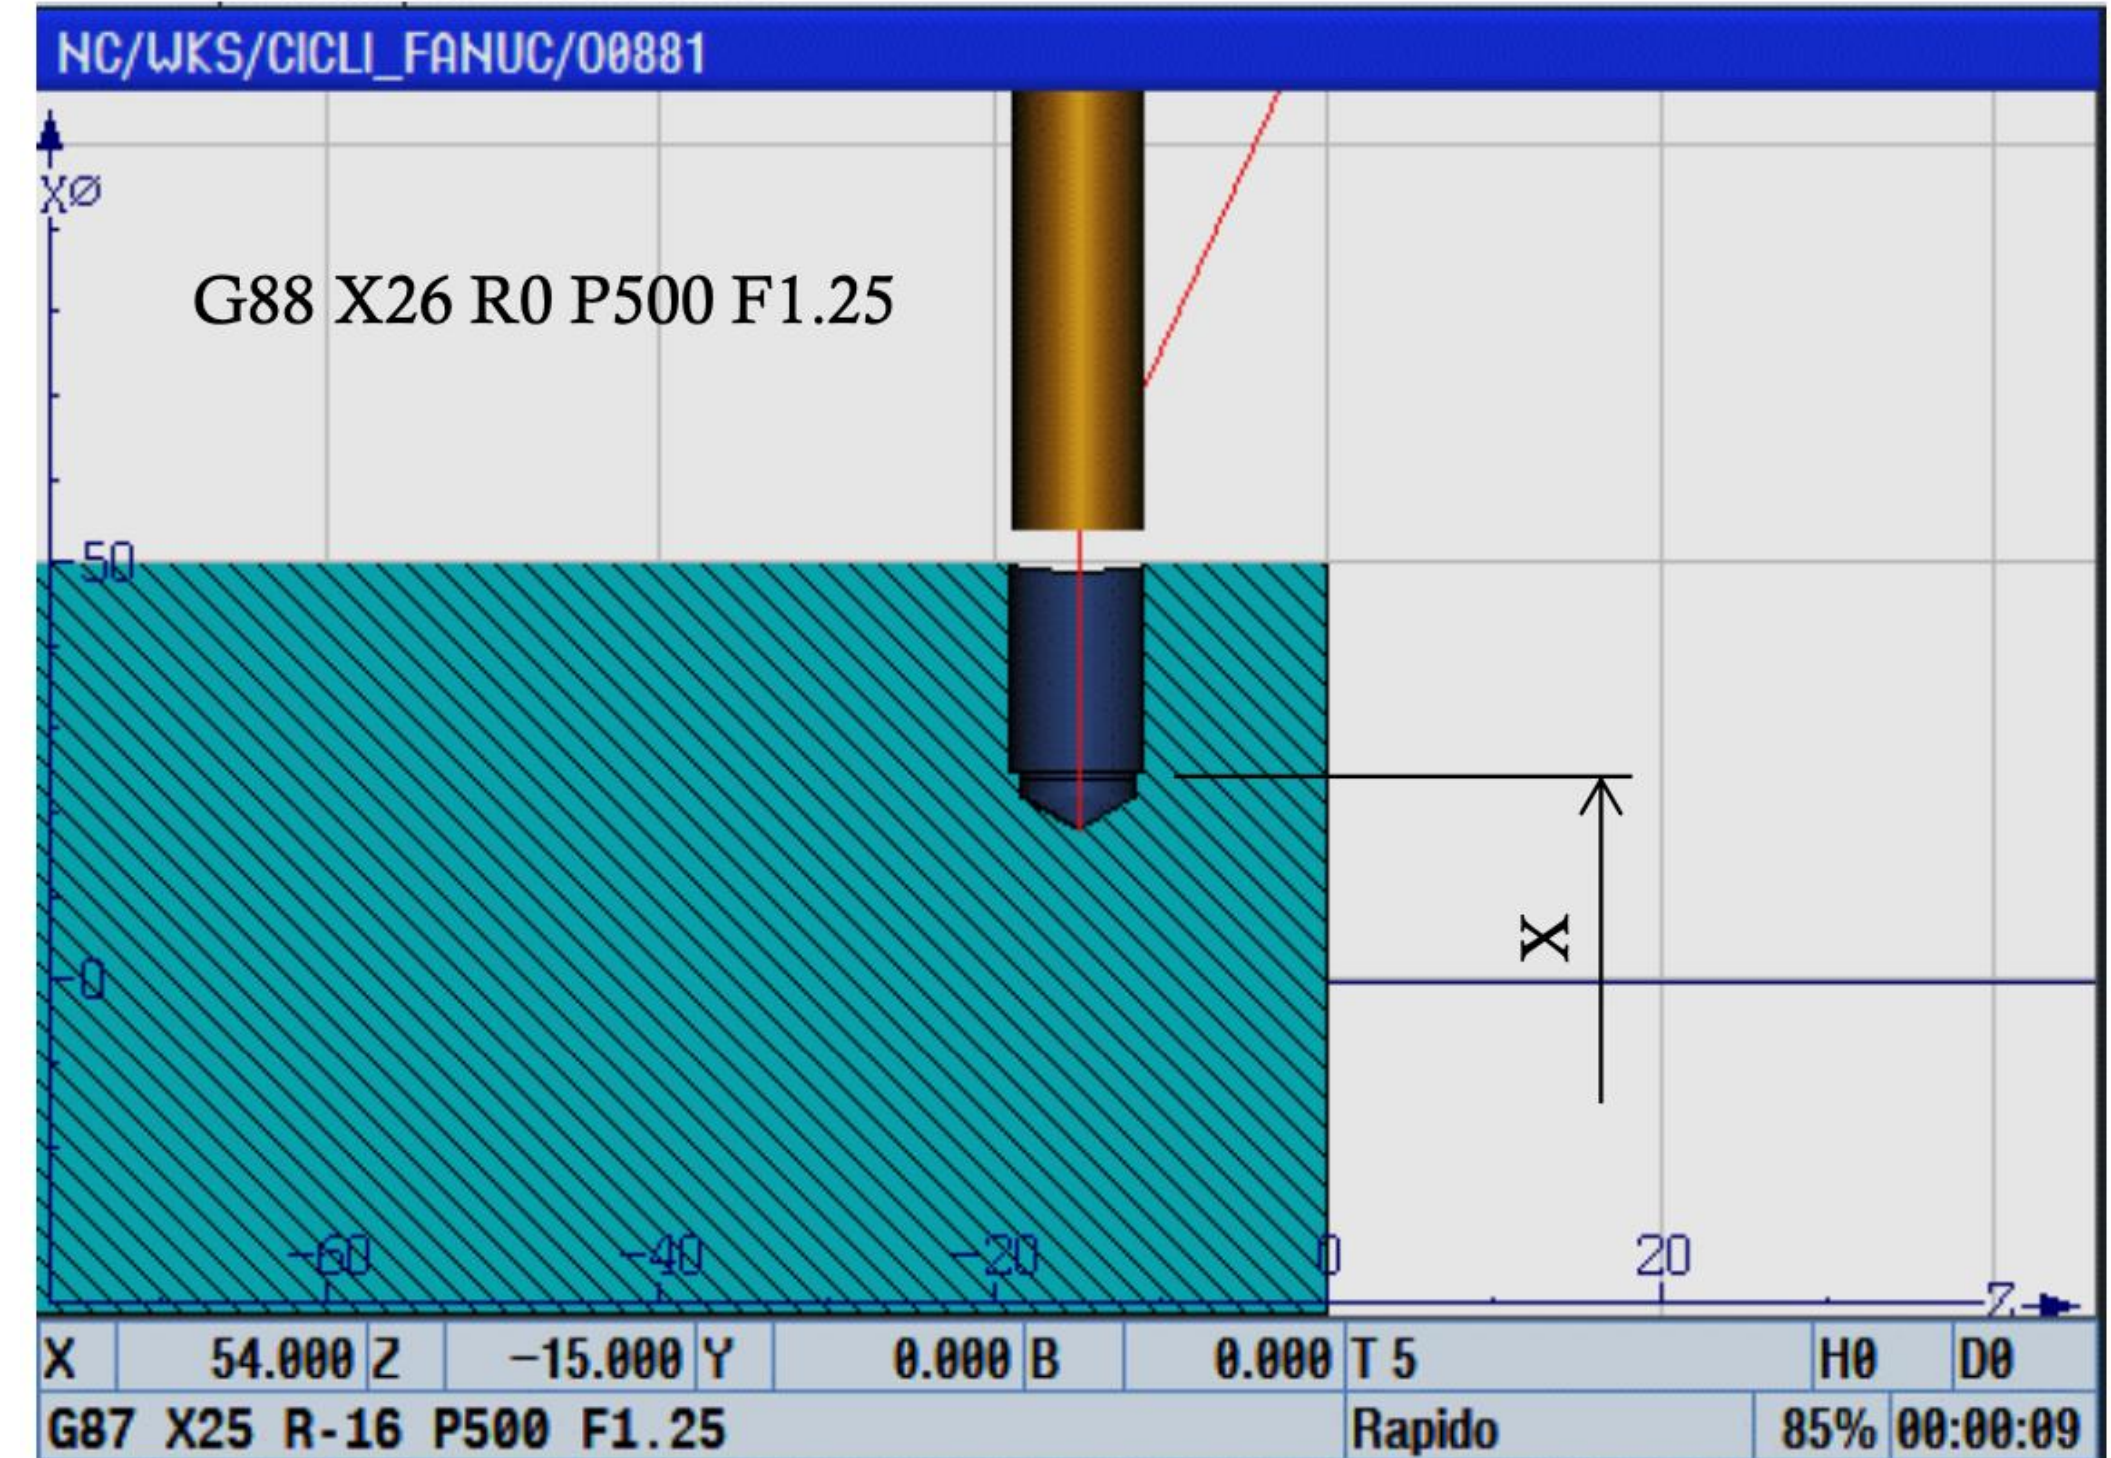 NC/WKS/CICLI_FANUC/O0881
XØ
G88 X26 R0 P500 F1.25
50
0
X
-60 -40 -20 0 20
Z
X 54.000 Z -15.000 Y 0.000 B 0.000 T 5 H0 D0
G87 X25 R-16 P500 F1.25 Rapido 85% 00:00:09